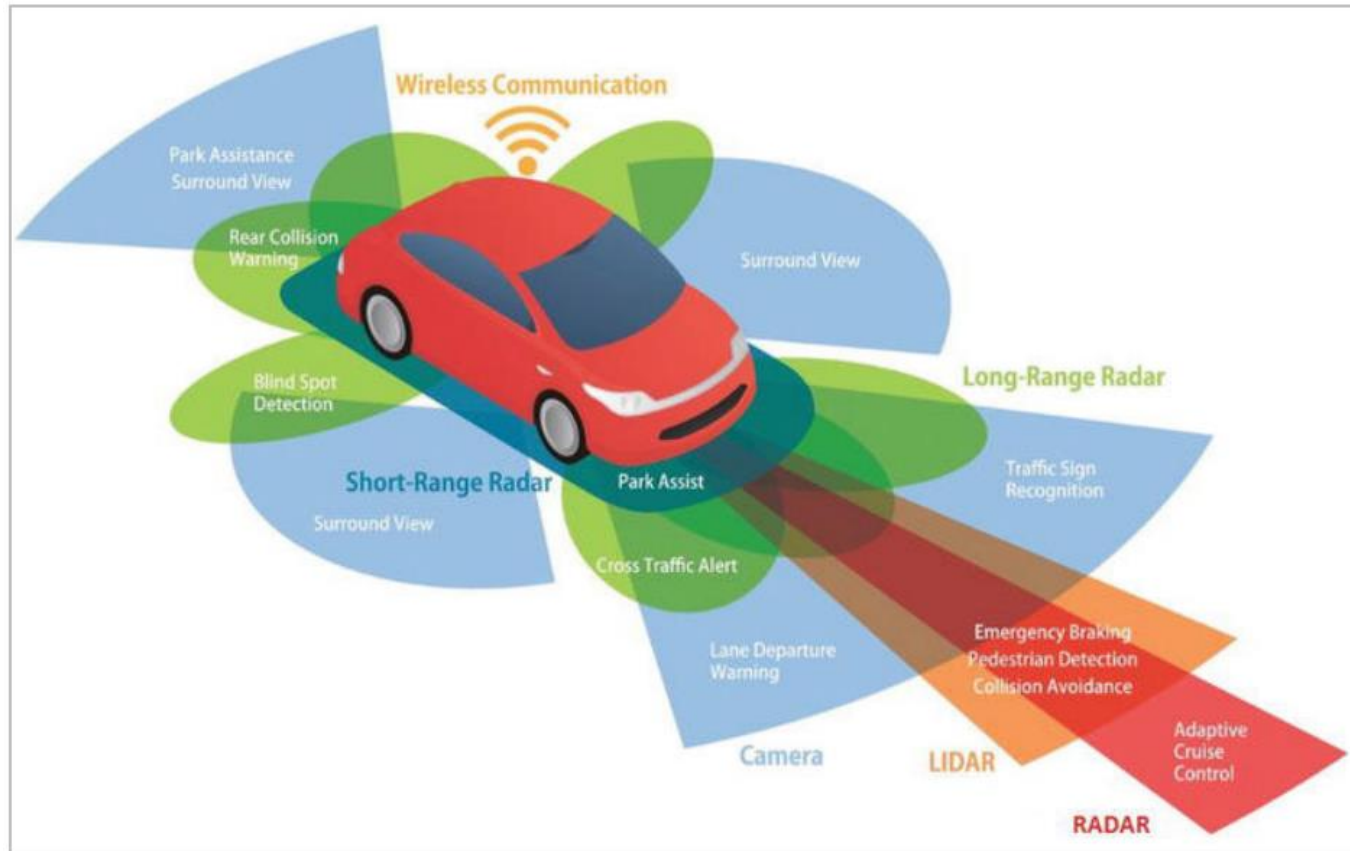 Wireless Communication
Park Assistance
Surround View
Rear Collision
Warning
Surround View
Blind Spot
Detection
Long-Range Radar
Short-Range Radar
Park Assist
Traffic Sign
Recognition
Surround View
Cross Traffic Alert
Lane Departure
Warning
Emergency Braking
Pedestrian Detection
Collision Avoidance
Camera
LIDAR
Adaptive
Cruise
Control
RADAR